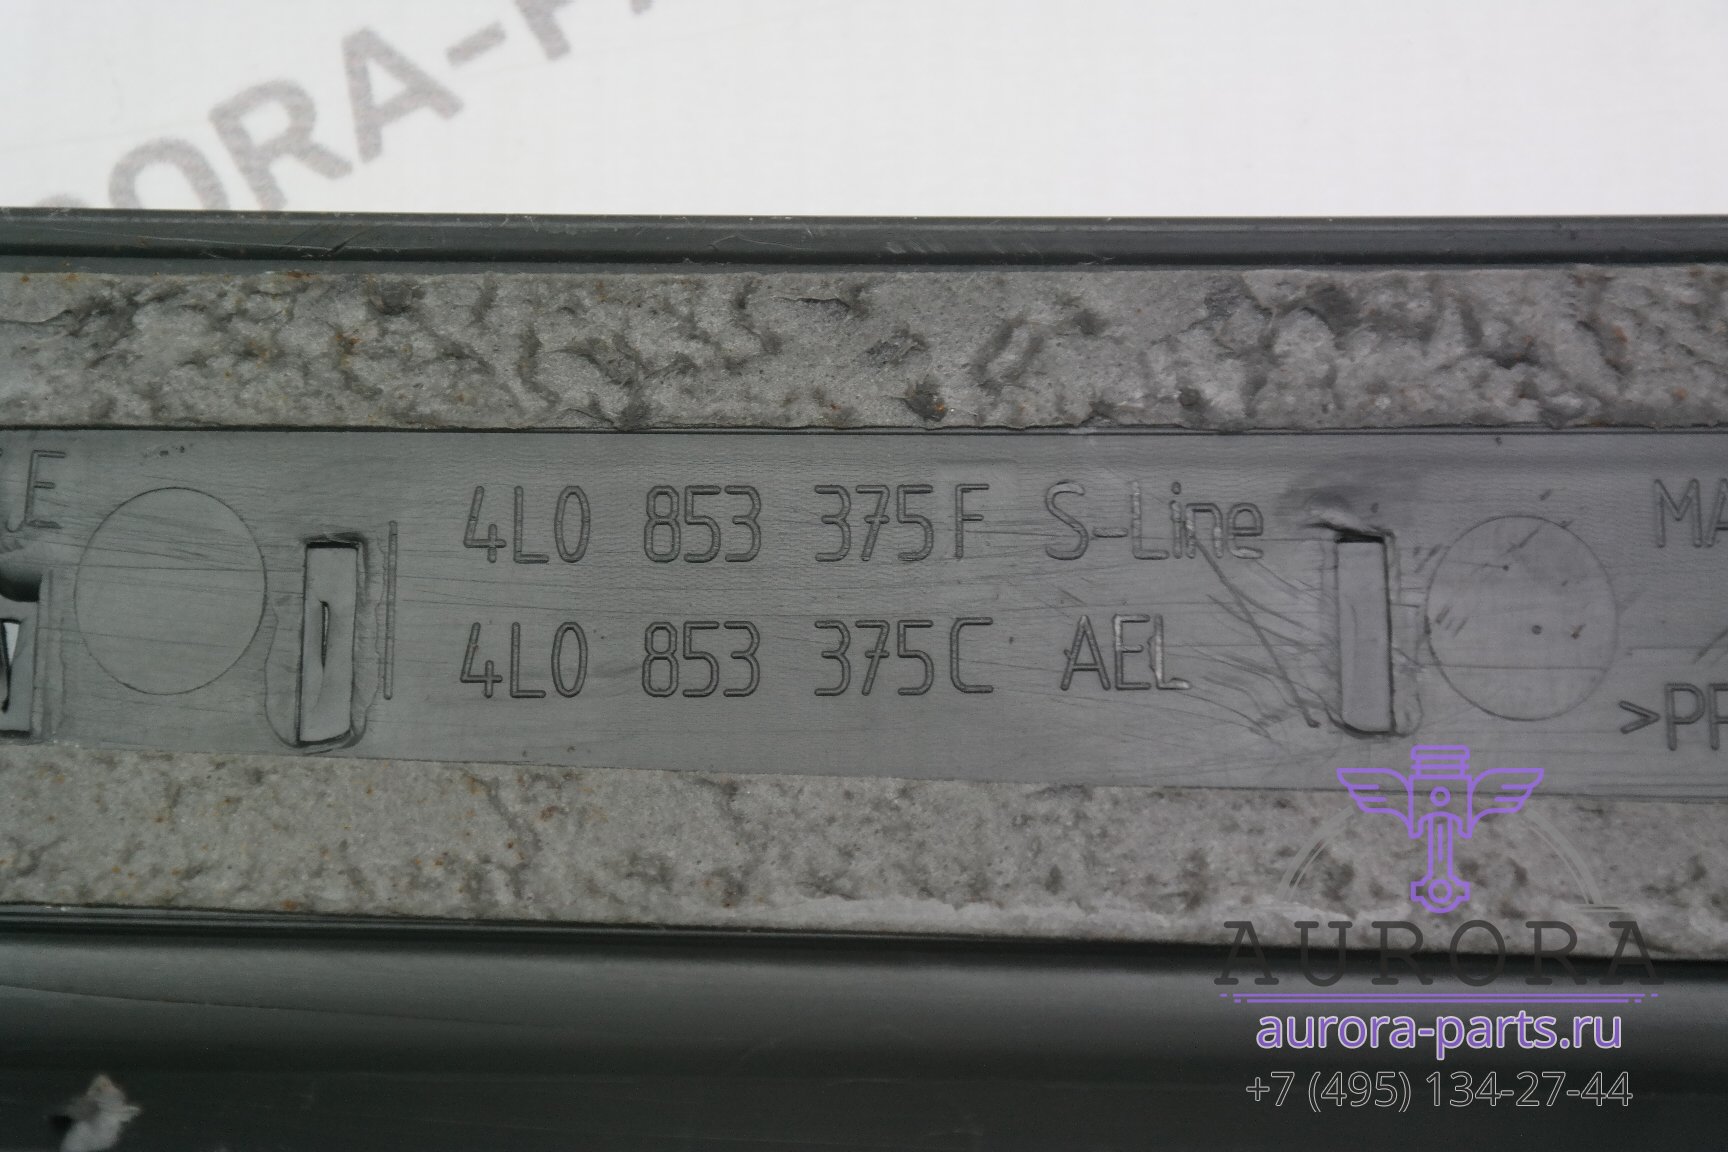 4L0 853 375F S-Line
4L0 853 375C AEL
AURORA
aurora-parts.ru
+7 (495) 134-27-44